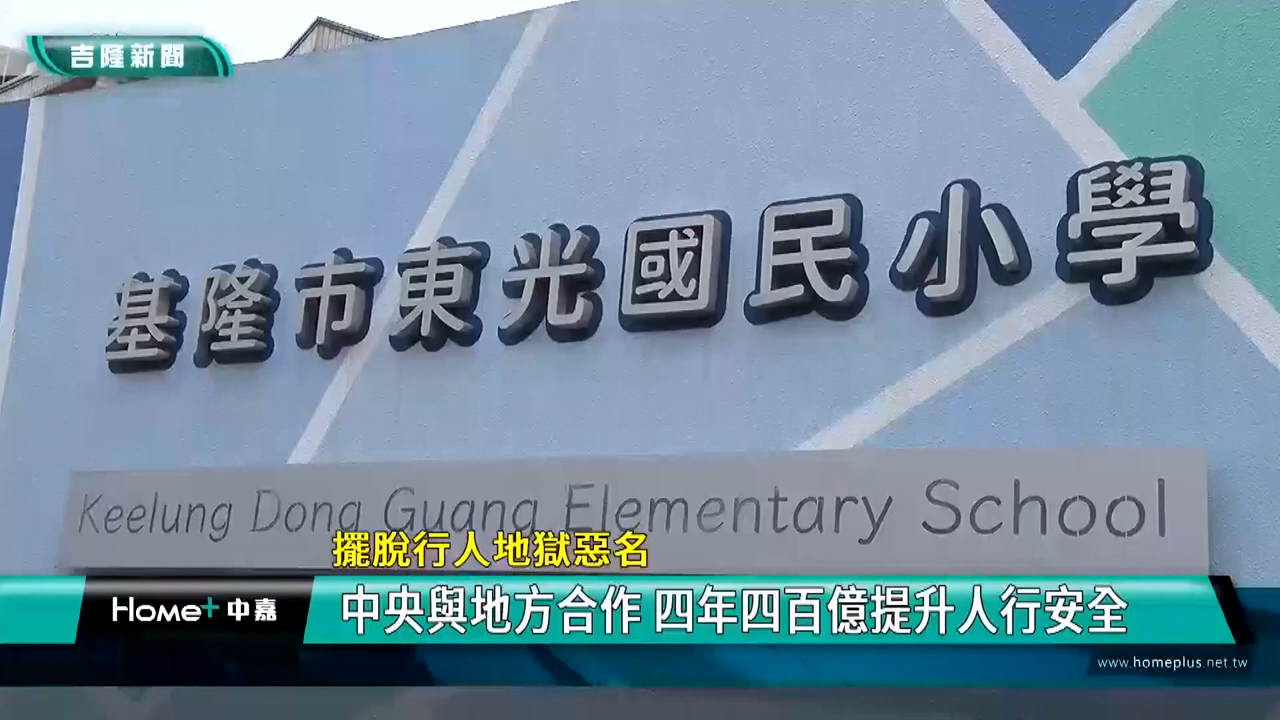 吉隆新聞
基隆市東光國民小學
Keelung Dong Guang Elementary School
擺脫行人地獄惡名
Home+中嘉
中央與地方合作 四年四百億提升人行安全
www.homeplus.net.tw